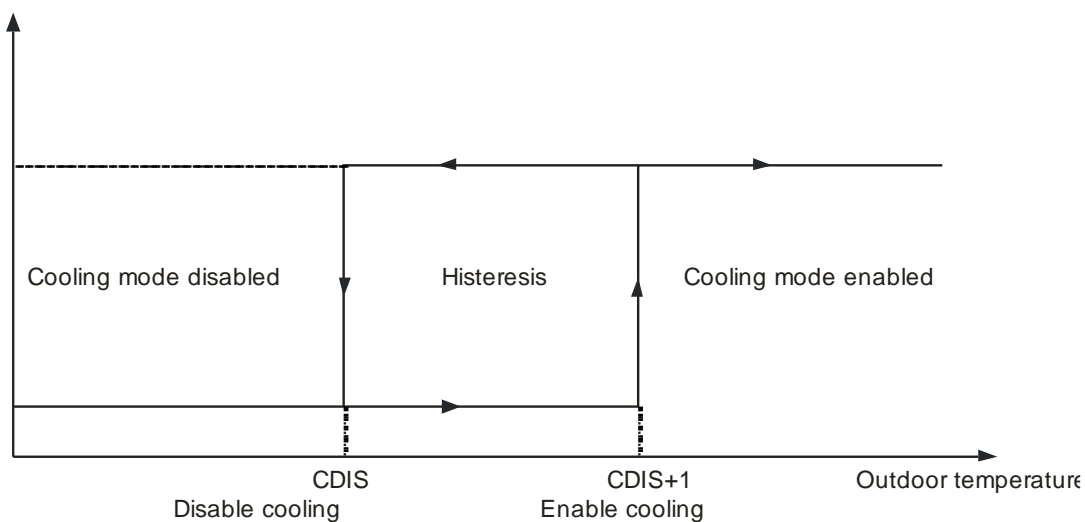 Cooling mode disabled
Histeresis
Cooling mode enabled
CDIS
CDIS+1
Outdoor temperature
Disable cooling
Enable cooling